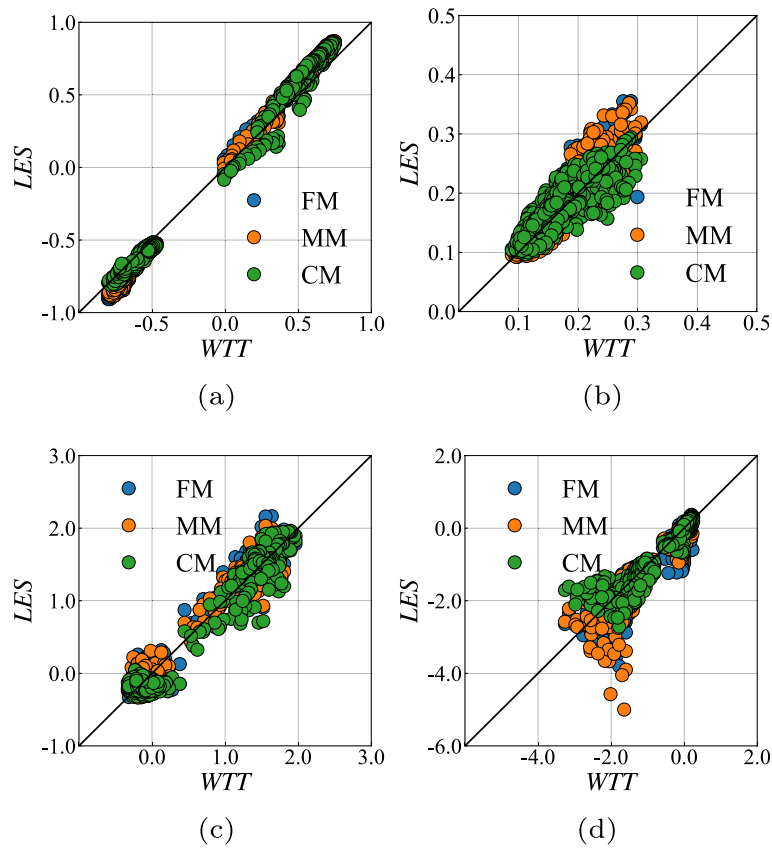 1.0
0.5
0.0
-0.5
-1.0
LES
-0.5 0.0 0.5 1.0
WTT
FM
MM
CM
(a)
0.5
0.4
0.3
0.2
0.1
0.0
LES
0.1 0.2 0.3 0.4 0.5
WTT
FM
MM
CM
(b)
3.0
2.0
1.0
0.0
-1.0
LES
0.0 1.0 2.0 3.0
WTT
FM
MM
CM
(c)
2.0
0.0
-2.0
-4.0
-6.0
LES
-4.0 -2.0 0.0 2.0
WTT
FM
MM
CM
(d)